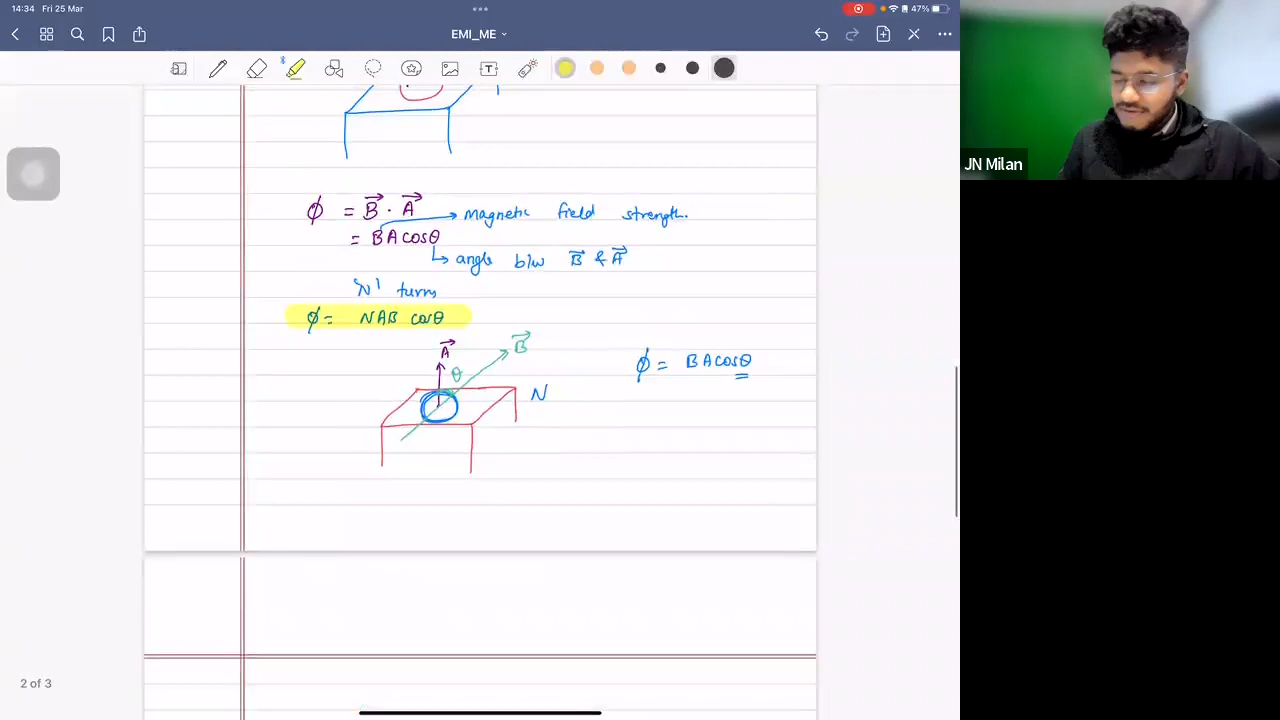 14:34 Fri 25 Mar
47%
EMI_ME
JN Milan
ϕ = B⃗ · A⃗ → magnetic field strength.
= BA cosθ
↳ angle b/w B⃗ & A⃗
'N' turns
ϕ = NAB cosθ
A⃗
B⃗
θ
ϕ = BA cosθ
N
2 of 3